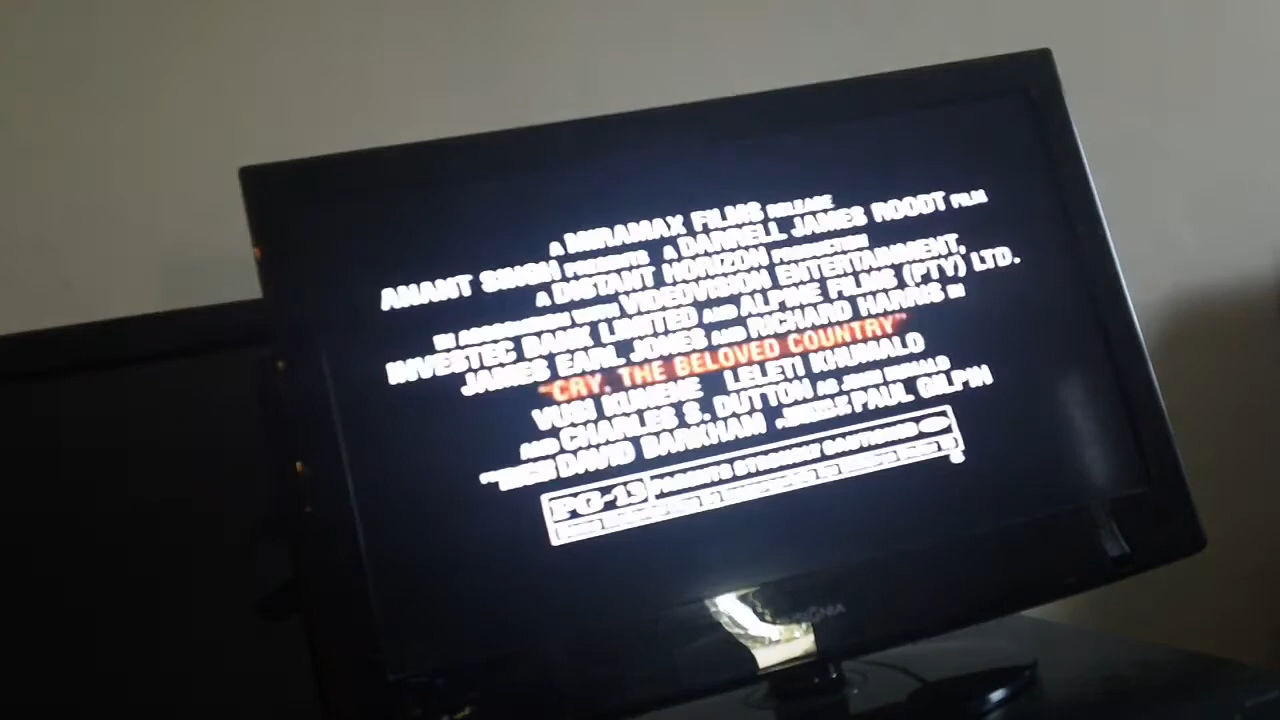 A MIRAMAX FILMS RELEASE
ANANT SINGH PRESENTS A DARRELL JAMES ROODT FILM
A DISTANT HORIZON PRODUCTION
IN ASSOCIATION WITH VIDEOVISION ENTERTAINMENT,
INVESTEC BANK LIMITED AND ALPINE FILMS (PTY) LTD.
JAMES EARL JONES AND RICHARD HARRIS IN
"CRY, THE BELOVED COUNTRY"
VUSI KUNENE LELETI KHUMALO
AND CHARLES S. DUTTON AS JOHN KUMALO
DAVID BARKHAM PAUL GILPIN
PG-13 PARENTS STRONGLY CAUTIONED
INSIGNIA